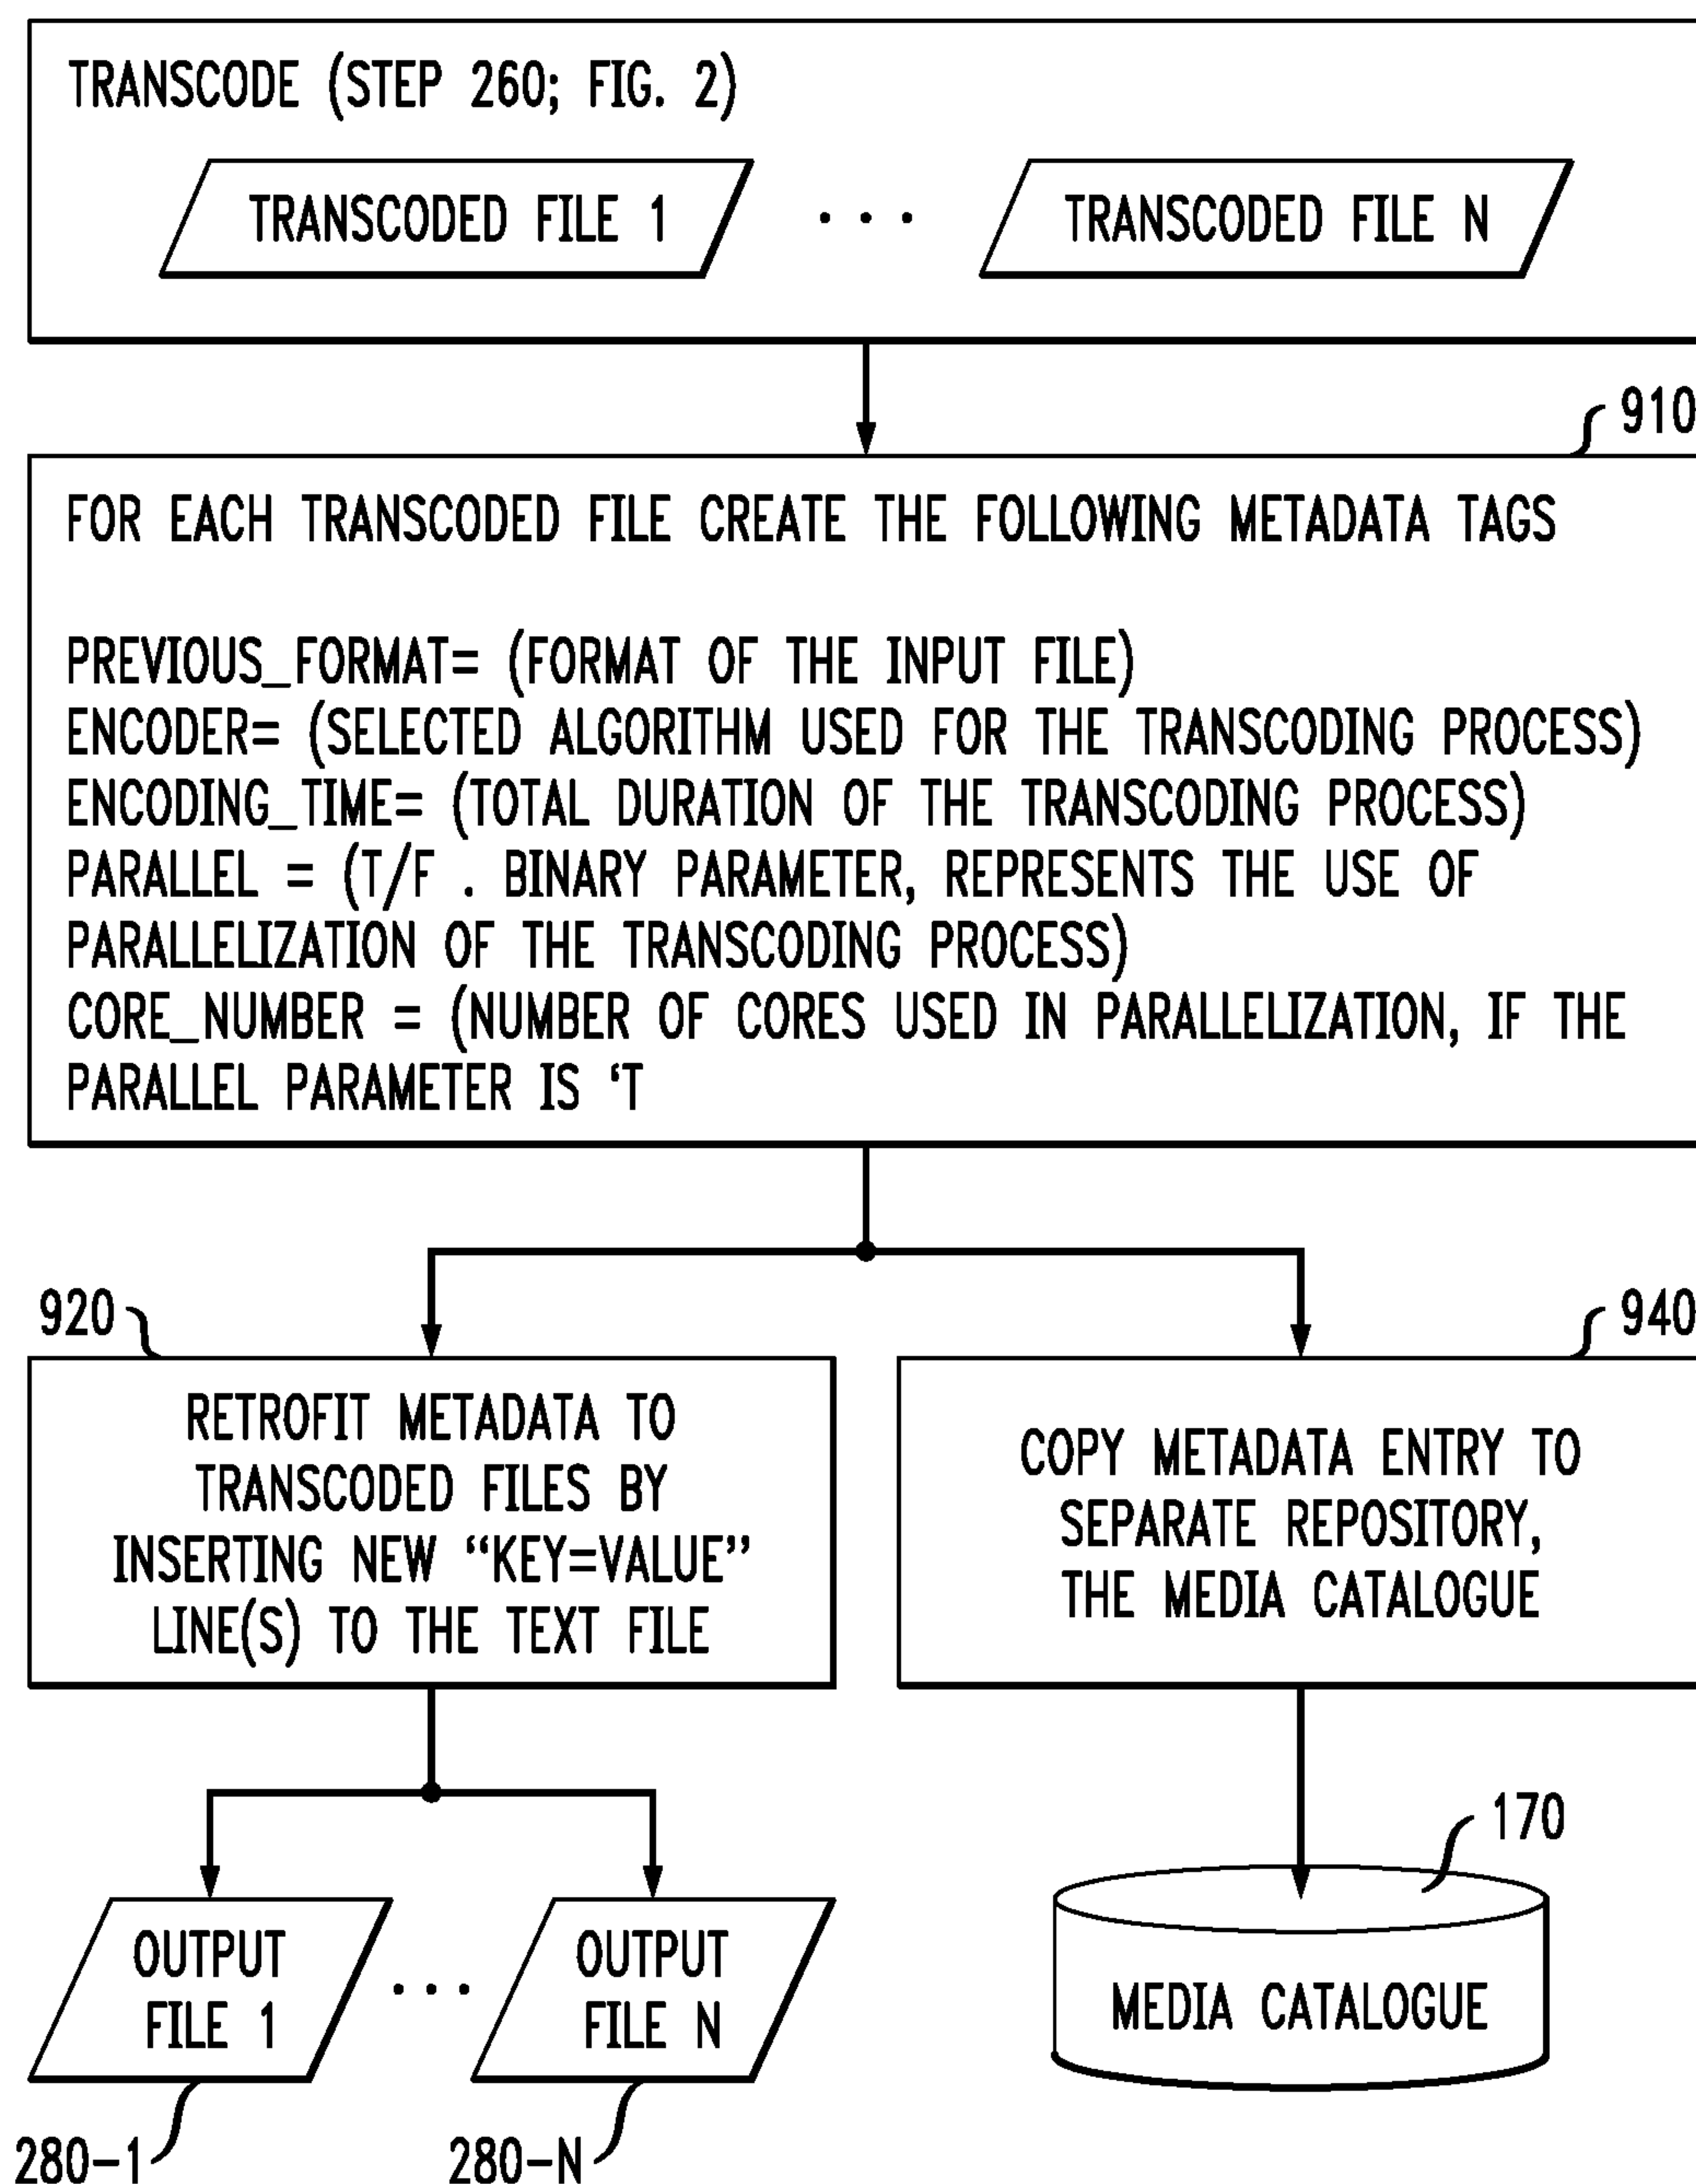 TRANSCODE (STEP 260; FIG. 2)
TRANSCODED FILE 1
. . .
TRANSCODED FILE N
910
FOR EACH TRANSCODED FILE CREATE THE FOLLOWING METADATA TAGS
PREVIOUS_FORMAT= (FORMAT OF THE INPUT FILE)
ENCODER= (SELECTED ALGORITHM USED FOR THE TRANSCODING PROCESS)
ENCODING_TIME= (TOTAL DURATION OF THE TRANSCODING PROCESS)
PARALLEL = (T/F . BINARY PARAMETER, REPRESENTS THE USE OF
PARALLELIZATION OF THE TRANSCODING PROCESS)
CORE_NUMBER = (NUMBER OF CORES USED IN PARALLELIZATION, IF THE
PARALLEL PARAMETER IS ‘T
920
RETROFIT METADATA TO
TRANSCODED FILES BY
INSERTING NEW “KEY=VALUE”
LINE(S) TO THE TEXT FILE
940
COPY METADATA ENTRY TO
SEPARATE REPOSITORY,
THE MEDIA CATALOGUE
OUTPUT
FILE 1
. . .
OUTPUT
FILE N
280-1
280-N
170
MEDIA CATALOGUE